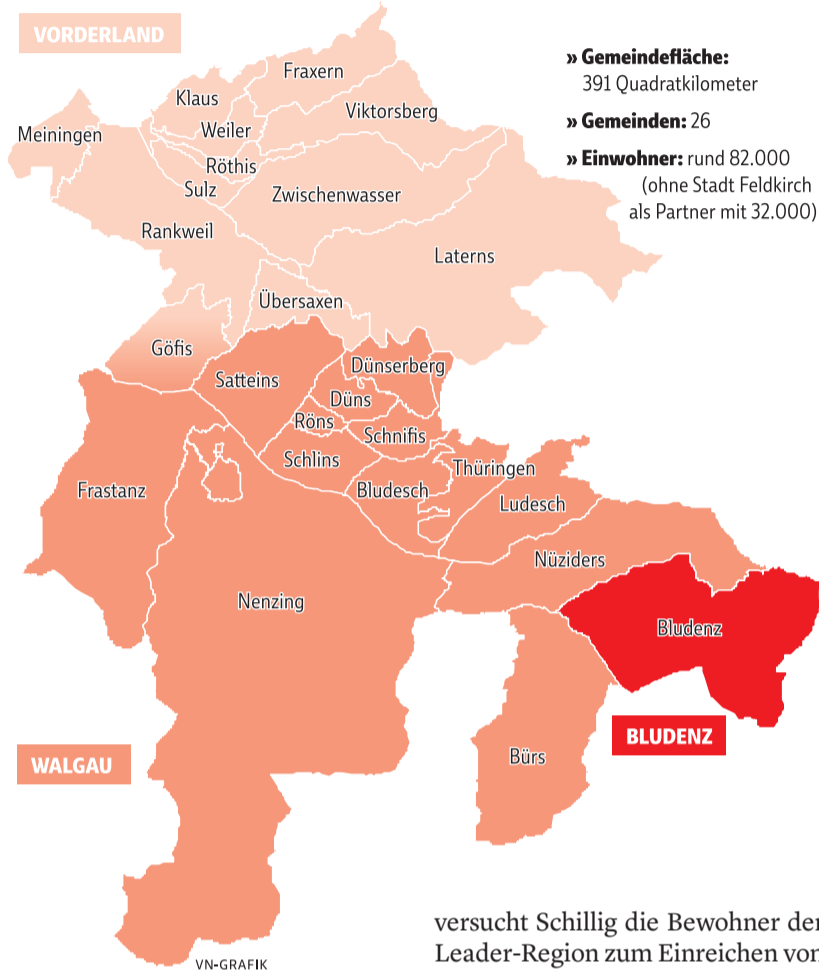 VORDERLAND
» Gemeindefläche:
391 Quadratkilometer
» Gemeinden: 26
» Einwohner: rund 82.000
(ohne Stadt Feldkirch
als Partner mit 32.000)
Fraxern
Klaus
Viktorsberg
Meiningen
Weiler
Röthis
Sulz
Zwischenwasser
Rankweil
Laterns
Übersaxen
Göfis
Satteins
Dünserberg
Düns
Röns
Schnifis
Schlins
Thüringen
Frastanz
Bludesch
Ludesch
Nüziders
Nenzing
Bludenz
BLUDENZ
WALGAU
Bürs
versucht Schillig die Bewohner der
Leader-Region zum Einreichen von
VN-GRAFIK